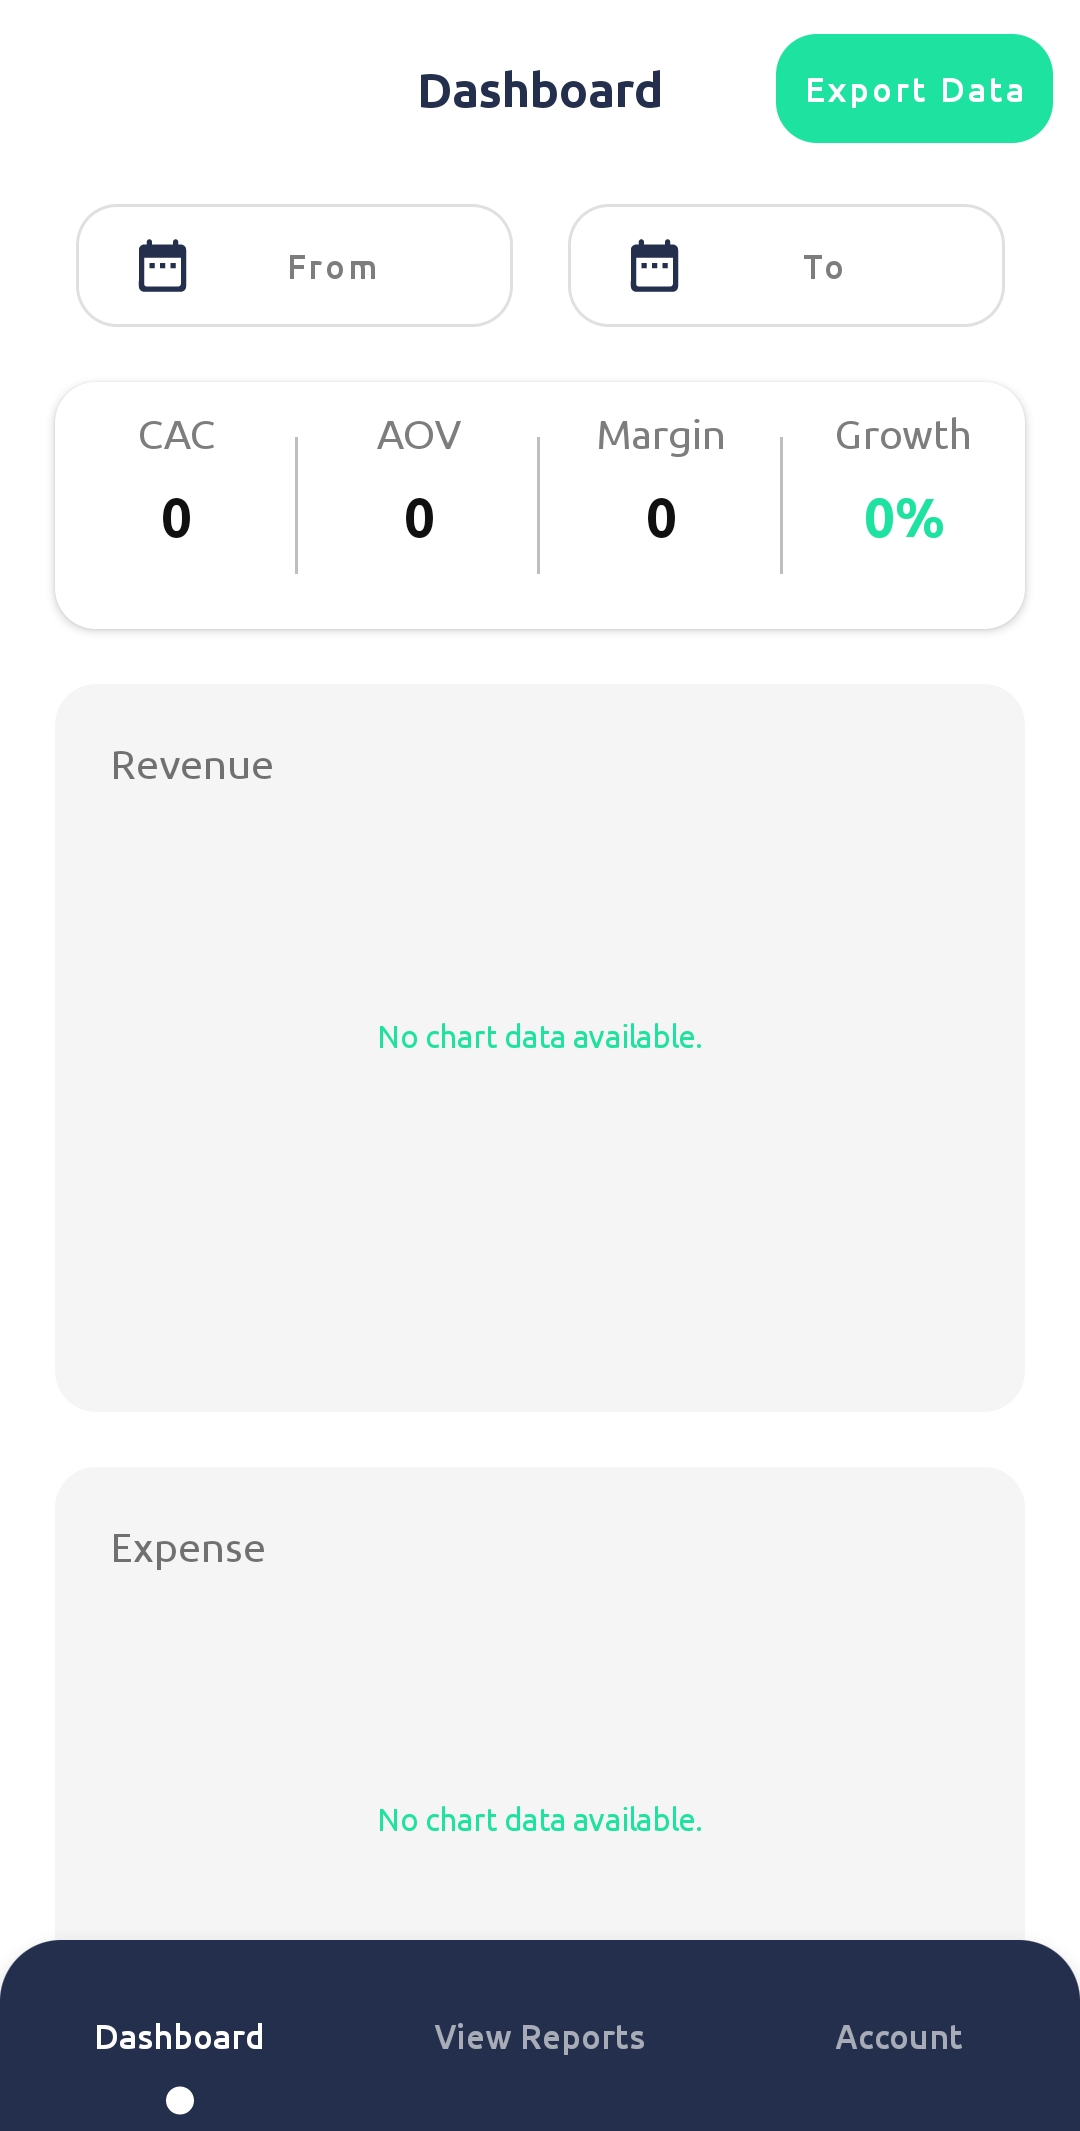 Dashboard
Export Data
From
To
CAC
AOV
Margin
Growth
0
0
0
0%
Revenue
No chart data available.
Expense
No chart data available.
Dashboard
View Reports
Account